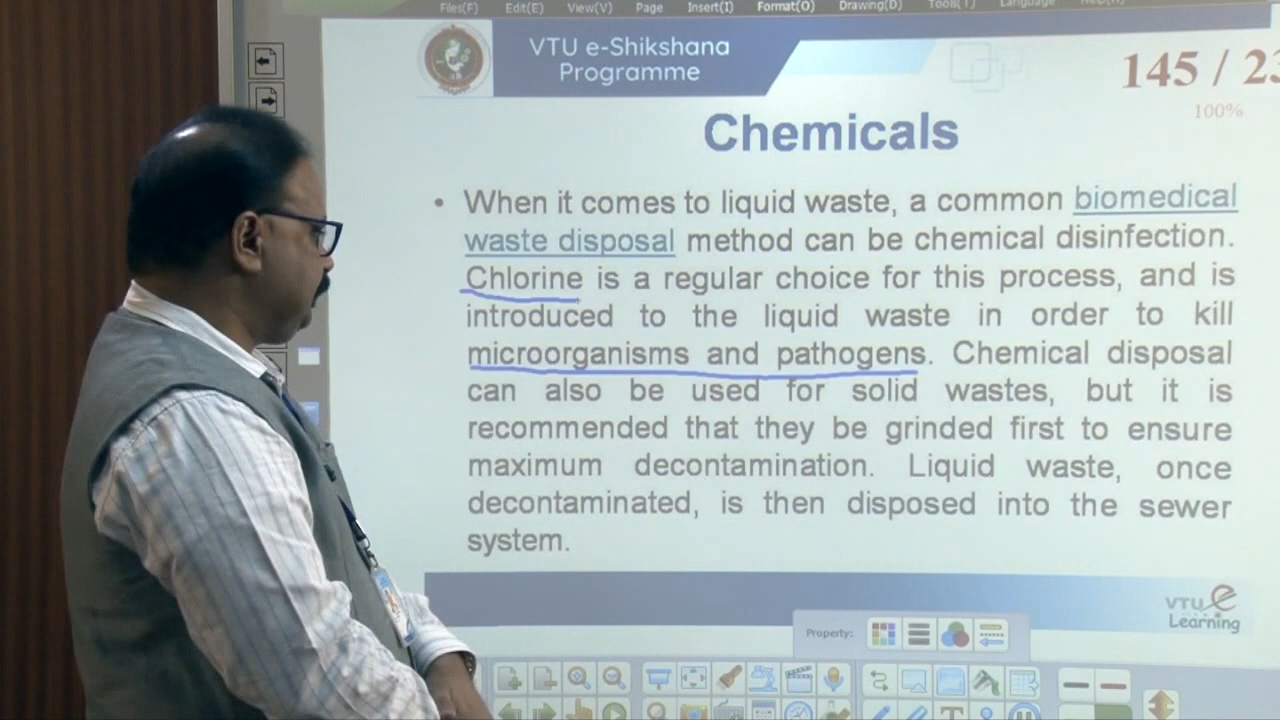 Files(F) Edit(E) View(V) Page Insert(I) Format(O) Drawing(D) Tools(T) Language
VTU e-Shikshana
Programme
145 / 23
100%
Chemicals
• When it comes to liquid waste, a common biomedical
waste disposal method can be chemical disinfection.
Chlorine is a regular choice for this process, and is
introduced to the liquid waste in order to kill
microorganisms and pathogens. Chemical disposal
can also be used for solid wastes, but it is
recommended that they be grinded first to ensure
maximum decontamination. Liquid waste, once
decontaminated, is then disposed into the sewer
system.
VTU e
Learning
Property: